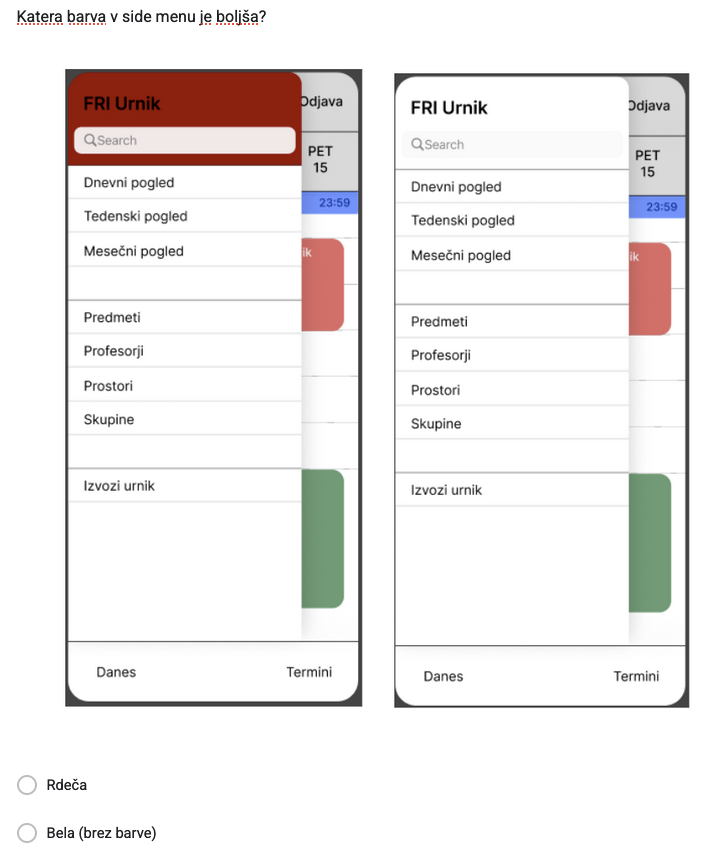 Katera barva v side menu je boljša?
FRI Urnik
Odjava
Search
PET
15
Dnevni pogled
23:59
Tedenski pogled
Mesečni pogled
ik
Predmeti
Profesorji
Prostori
Skupine
Izvozi urnik
Danes
Termini
FRI Urnik
Odjava
Search
PET
15
Dnevni pogled
23:59
Tedenski pogled
Mesečni pogled
ik
Predmeti
Profesorji
Prostori
Skupine
Izvozi urnik
Danes
Termini
Rdeča
Bela (brez barve)